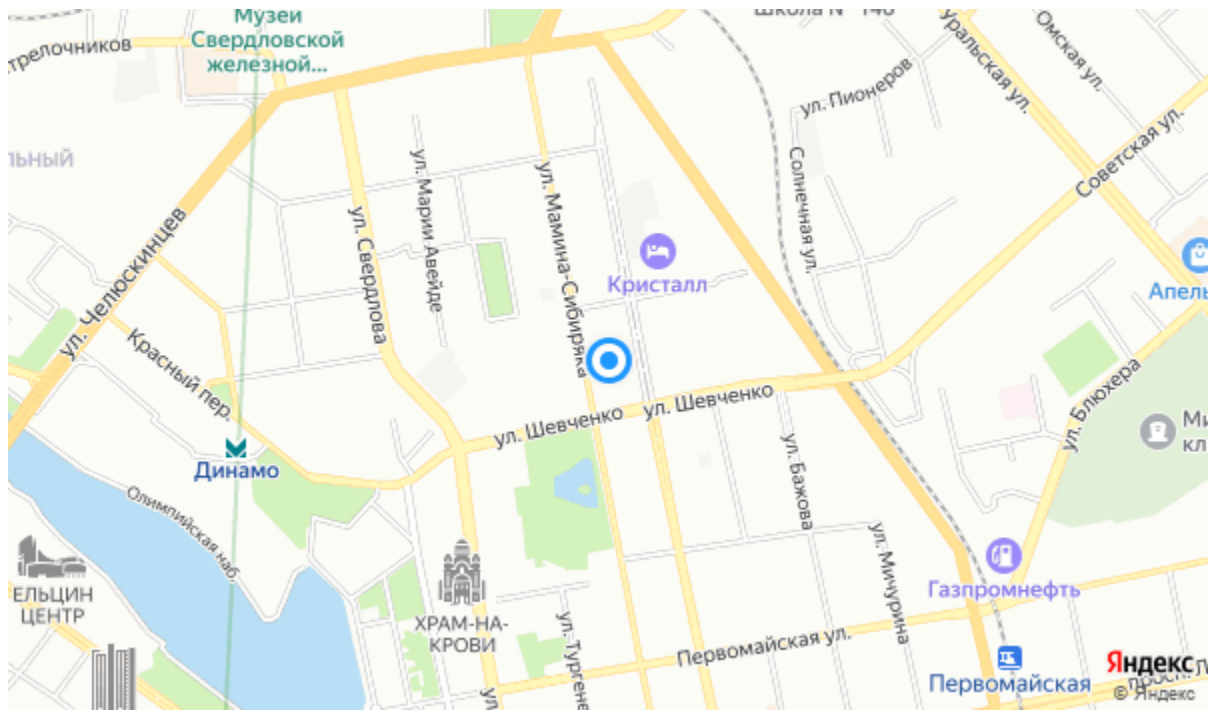 Школа №
Музей
Свердловской
железной...
ул. Пионеров
Уральская ул.
Омская ул.
Советская ул.
Солнечная ул.
ул. Марии Авейде
ул. Мамина-Сибиряка
ул. Свердлова
ул. Челюскинцев
Кристалл
Красный пер.
Апель
ул. Блюхера
ул. Шевченко
ул. Шевченко
Динамо
ул. Бажова
Олимпийская наб.
ул. Мичурина
ЕЛЬЦИН
ЦЕНТР
ХРАМ-НА-
КРОВИ
Газпромнефть
ул. Тургене
Первомайская ул.
Первомайская
ул.
Яндекс
© Яндекс